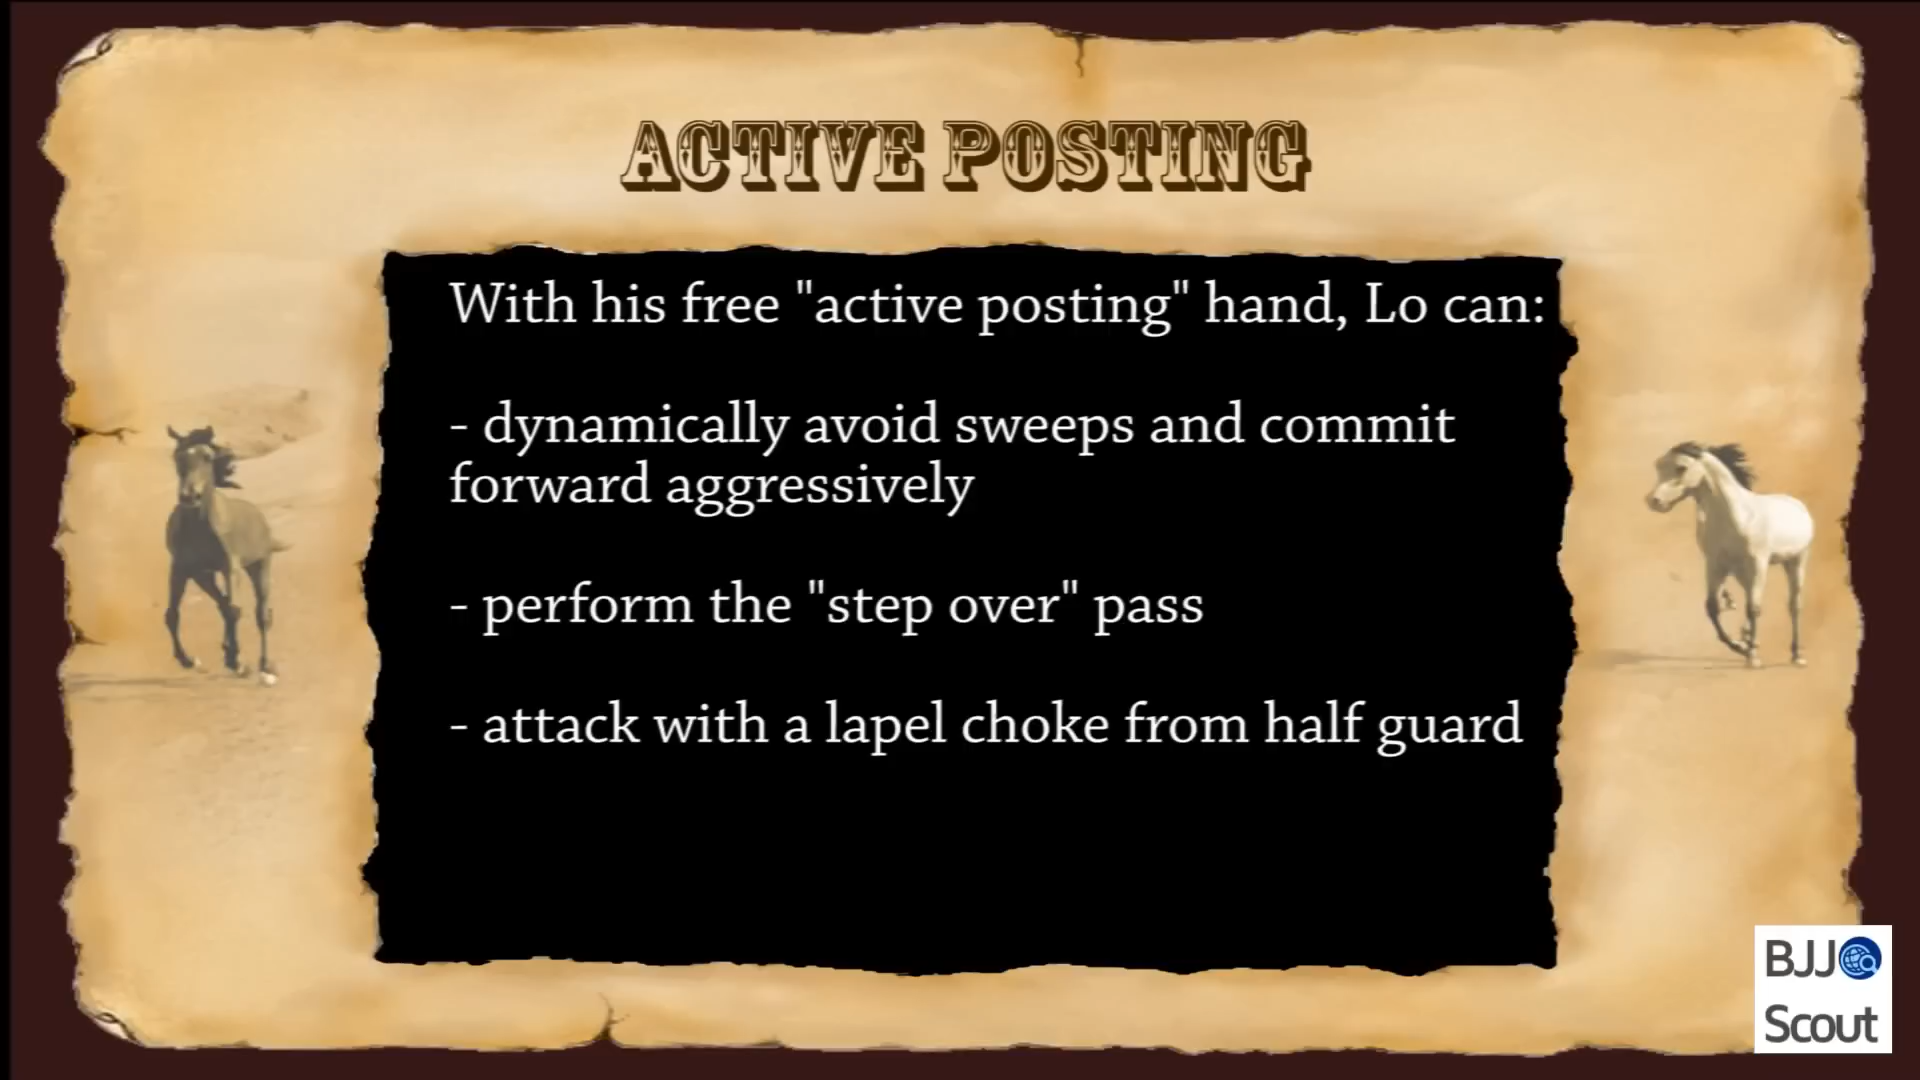 ACTIVE POSTING
With his free "active posting" hand, Lo can:
- dynamically avoid sweeps and commit
forward aggressively
- perform the "step over" pass
- attack with a lapel choke from half guard
BJJ
Scout